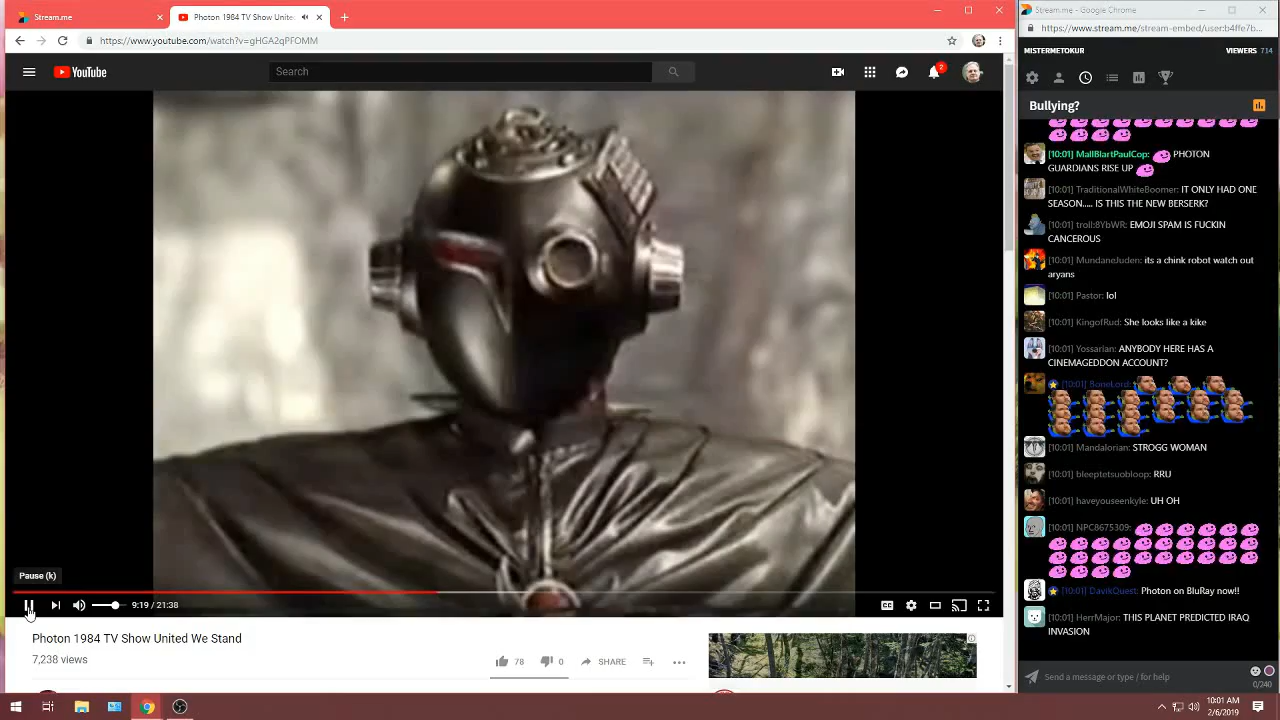 Stream.me
Photon 1984 TV Show Unite
https://www.youtube.com/watch?v=gHGA2qPFOMM
YouTube
Search
2
Pause (k)
9:19 / 21:38
Photon 1984 TV Show United We Stand
7,238 views
78
0
SHARE
Stream.me - Google Chrome
https://www.stream.me/stream-embed/user:b4ffe7b...
MISTERMETOKUR
VIEWERS 714
Bullying?
[10:01] MallBlartPaulCop: PHOTON
GUARDIANS RISE UP
[10:01] TraditionalWhiteBoomer: IT ONLY HAD ONE
SEASON..... IS THIS THE NEW BERSERK?
[10:01] troll:8YbWR: EMOJI SPAM IS FUCKIN
CANCEROUS
[10:01] MundaneJuden: its a chink robot watch out
aryans
[10:01] Pastor: lol
[10:01] KingofRud: She looks like a kike
[10:01] Yossarian: ANYBODY HERE HAS A
CINEMAGEDDON ACCOUNT?
[10:01] BoneLord:
[10:01] Mandalorian: STROGG WOMAN
[10:01] bleeptetsuobloop: RRU
[10:01] haveyouseenkyle: UH OH
[10:01] NPC8675309:
[10:01] DavikQuest: Photon on BluRay now!!
[10:01] HerrMajor: THIS PLANET PREDICTED IRAQ
INVASION
Send a message or type / for help
0/240
10:01 AM
2/6/2019